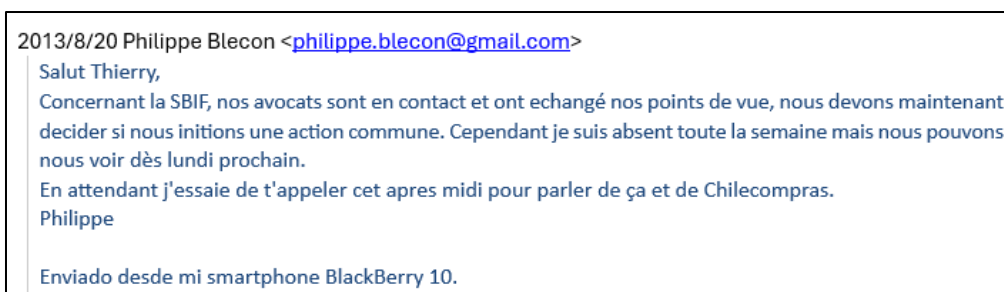 2013/8/20 Philippe Blecon <philippe.blecon@gmail.com>
Salut Thierry,
Concernant la SBIF, nos avocats sont en contact et ont echangé nos points de vue, nous devons maintenant
decider si nous initions une action commune. Cependant je suis absent toute la semaine mais nous pouvons
nous voir dès lundi prochain.
En attendant j'essaie de t'appeler cet apres midi pour parler de ça et de Chilecompras.
Philippe
Enviado desde mi smartphone BlackBerry 10.